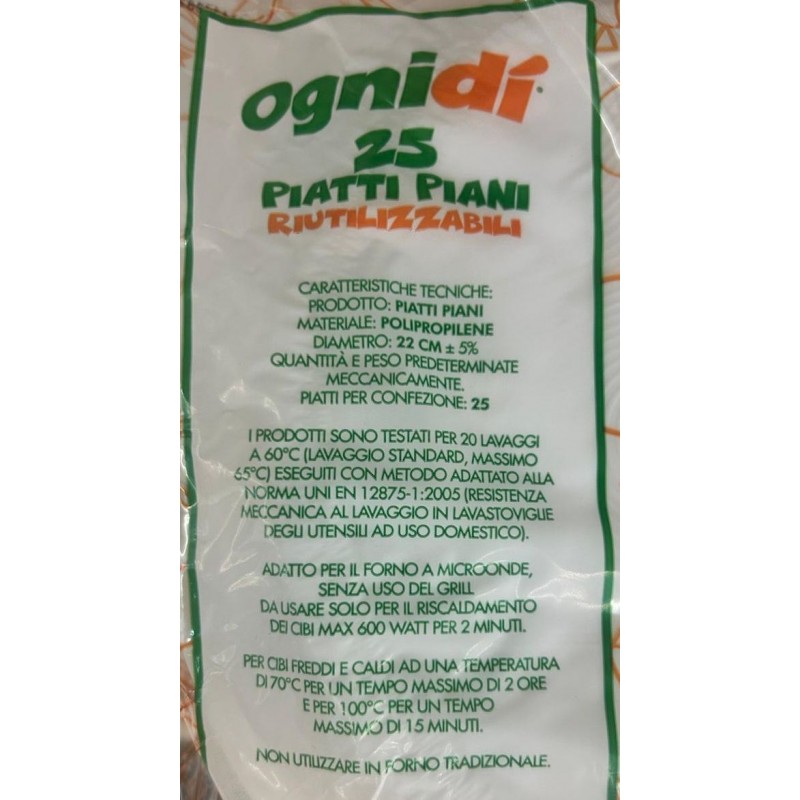 ognidí
25
PIATTI PIANI
RIUTILIZZABILI
CARATTERISTICHE TECNICHE:
PRODOTTO: PIATTI PIANI
MATERIALE: POLIPROPILENE
DIAMETRO: 22 CM ± 5%
QUANTITÀ E PESO PREDETERMINATE
MECCANICAMENTE.
PIATTI PER CONFEZIONE: 25
I PRODOTTI SONO TESTATI PER 20 LAVAGGI
A 60°C (LAVAGGIO STANDARD, MASSIMO
65°C) ESEGUITI CON METODO ADATTATO ALLA
NORMA UNI EN 12875-1:2005 (RESISTENZA
MECCANICA AL LAVAGGIO IN LAVASTOVIGLIE
DEGLI UTENSILI AD USO DOMESTICO).
ADATTO PER IL FORNO A MICROONDE,
SENZA USO DEL GRILL
DA USARE SOLO PER IL RISCALDAMENTO
DEI CIBI MAX 600 WATT PER 2 MINUTI.
PER CIBI FREDDI E CALDI AD UNA TEMPERATURA
DI 70°C PER UN TEMPO MASSIMO DI 2 ORE
E PER 100°C PER UN TEMPO
MASSIMO DI 15 MINUTI.
NON UTILIZZARE IN FORNO TRADIZIONALE.